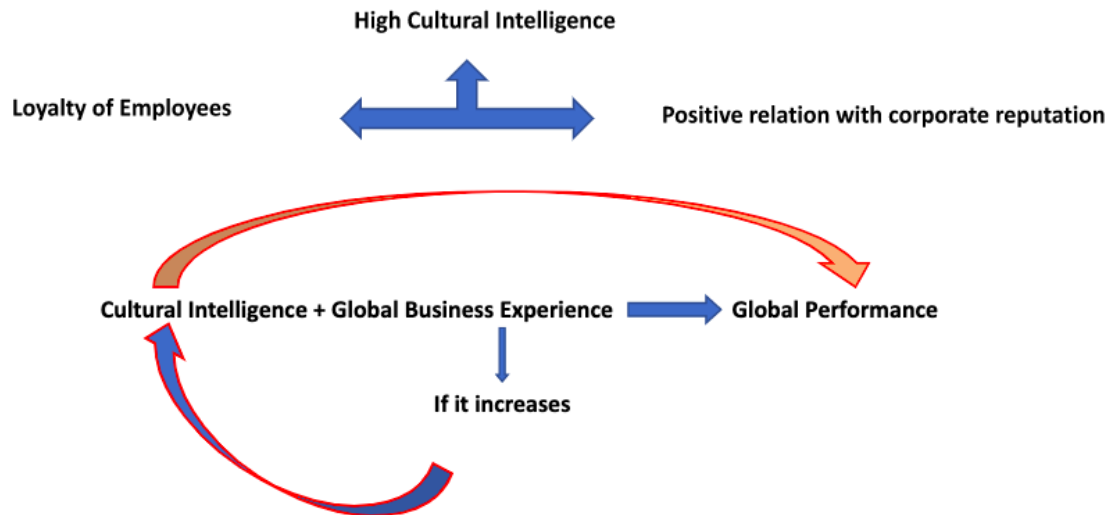 High Cultural Intelligence
Loyalty of Employees
Positive relation with corporate reputation
Cultural Intelligence + Global Business Experience
Global Performance
If it increases